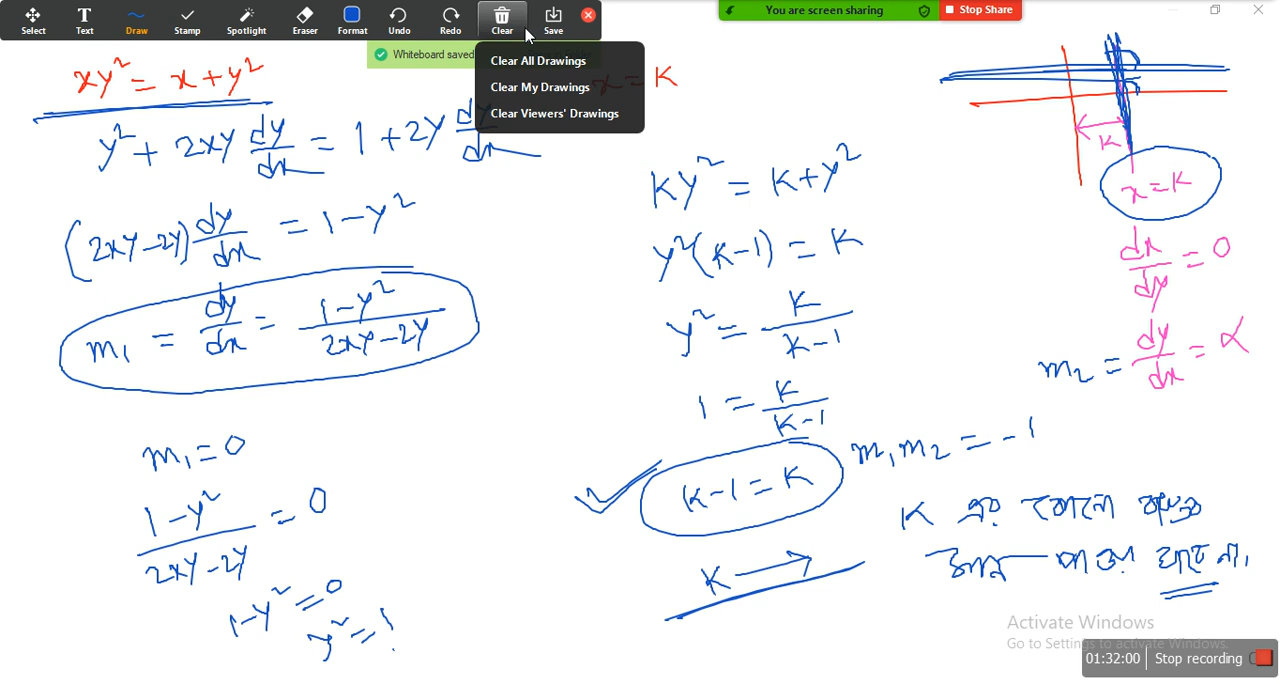 Select Text Draw Stamp Spotlight Eraser Format Undo Redo Clear Save
You are screen sharing Stop Share
Whiteboard saved
Clear All Drawings
Clear My Drawings
Clear Viewers' Drawings
xy² = x + y²
y² + 2xy dy/dx = 1 + 2y dy/dx
(2xy - 2y) dy/dx = 1 - y²
m₁ = dy/dx = (1 - y²)/(2xy - 2y)
m₁ = 0
(1 - y²)/(2xy - 2y) = 0
1 - y² = 0
y² = 1
x = K
Ky² = K + y²
y²(K - 1) = K
y² = K/(K - 1)
1 = K/(K - 1)
K - 1 = K
K
K
x = K
dx/dy = 0
m₂ = dy/dx = α
m₁ m₂ = -1
K এর কোনো
পাওয়া যাবে না।
Activate Windows
Go to Settings to activate Windows.
01:32:00 Stop recording